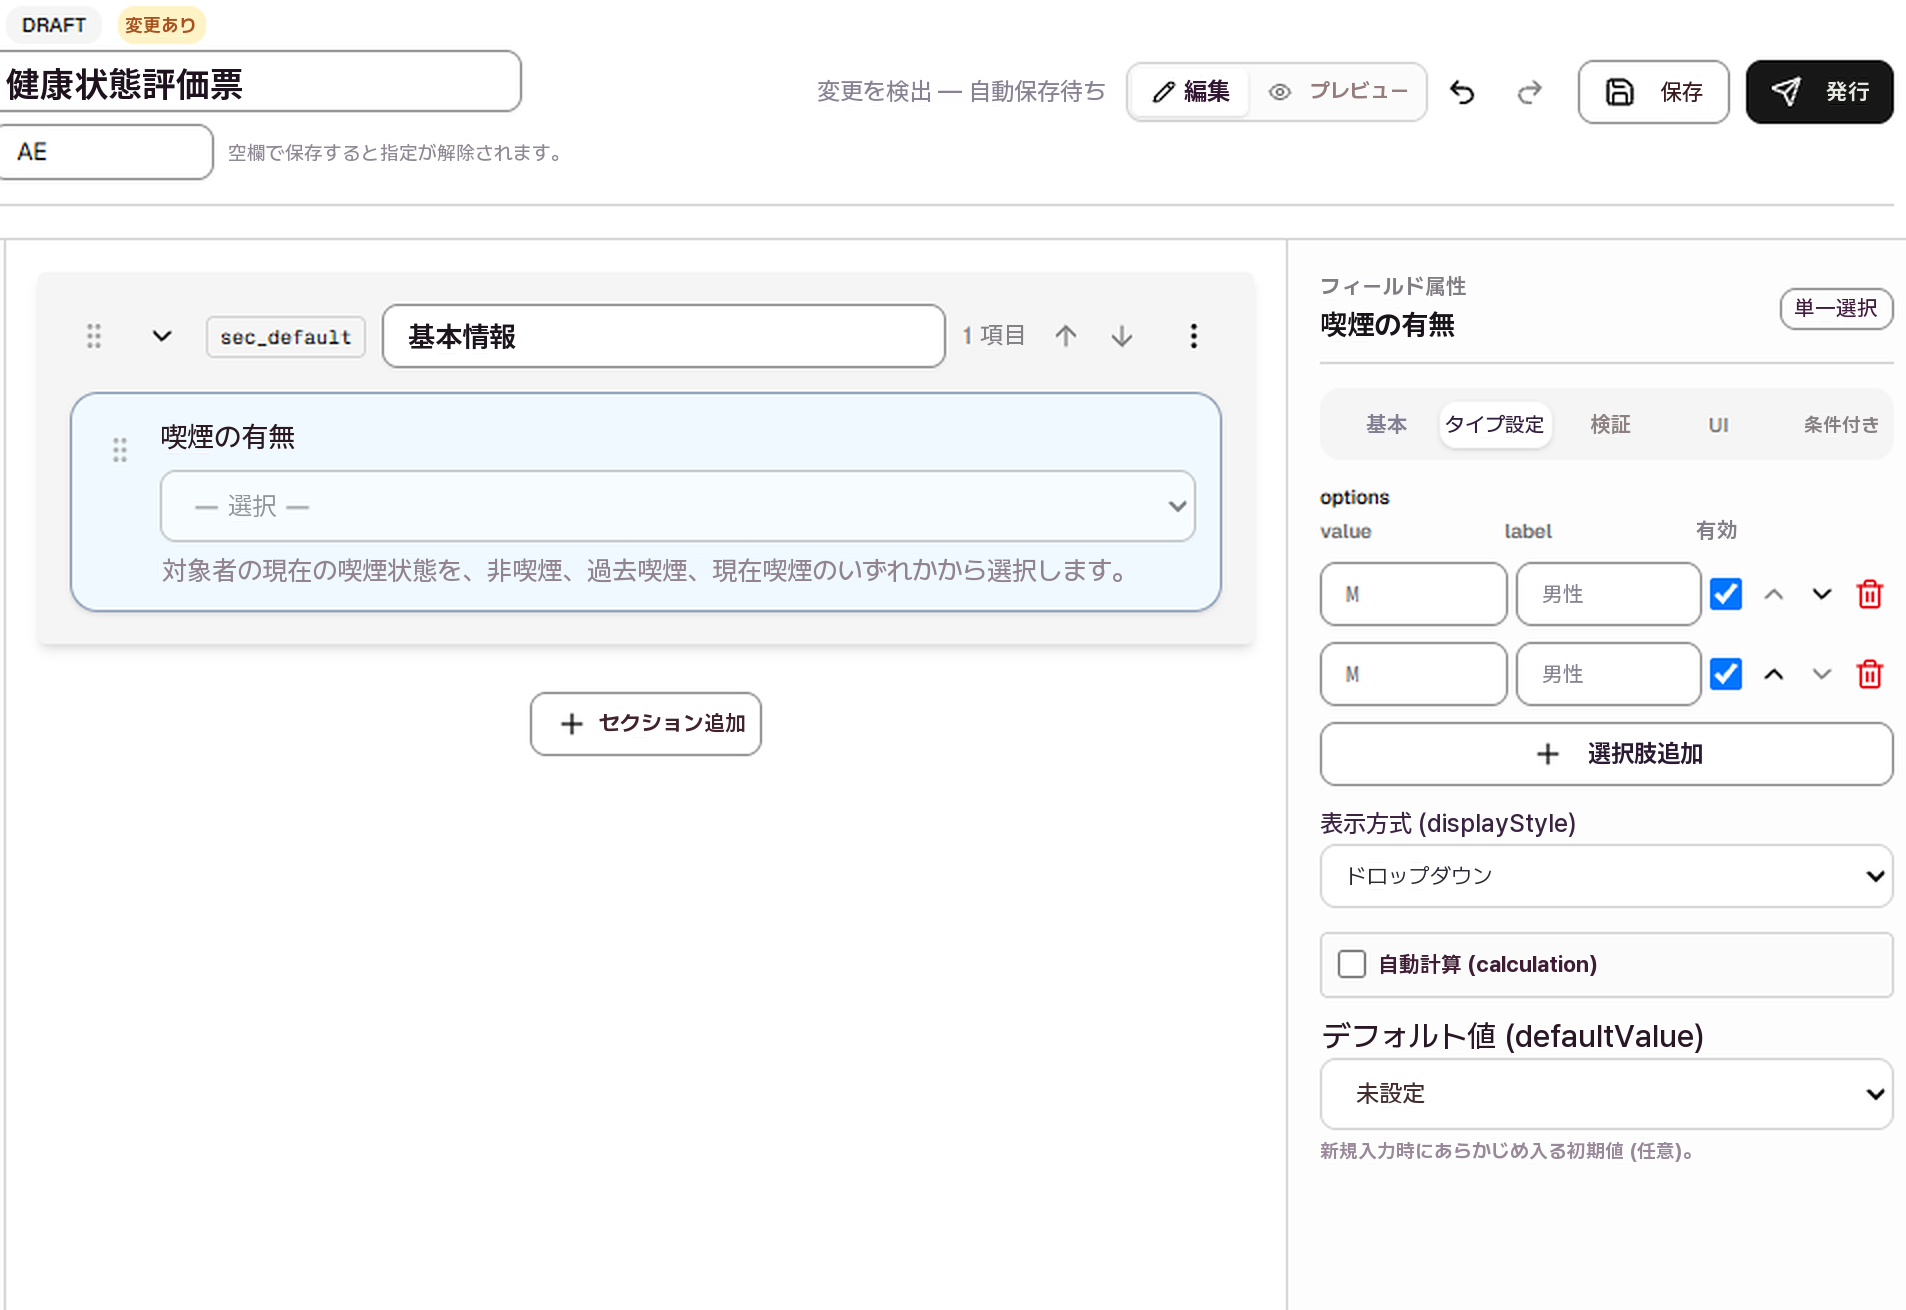 DRAFT 変更あり
健康状態評価票
変更を検出 — 自動保存待ち 編集 プレビュー 保存 発行
AE 空欄で保存すると指定が解除されます。
sec_default 基本情報 1 項目
喫煙の有無
— 選択 —
対象者の現在の喫煙状態を、非喫煙、過去喫煙、現在喫煙のいずれかから選択します。
セクション追加
フィールド属性
喫煙の有無 単一選択
基本 タイプ設定 検証 UI 条件付き
options
value label 有効
M 男性
M 男性
選択肢追加
表示方式 (displayStyle)
ドロップダウン
自動計算 (calculation)
デフォルト値 (defaultValue)
未設定
新規入力時にあらかじめ入る初期値 (任意)。